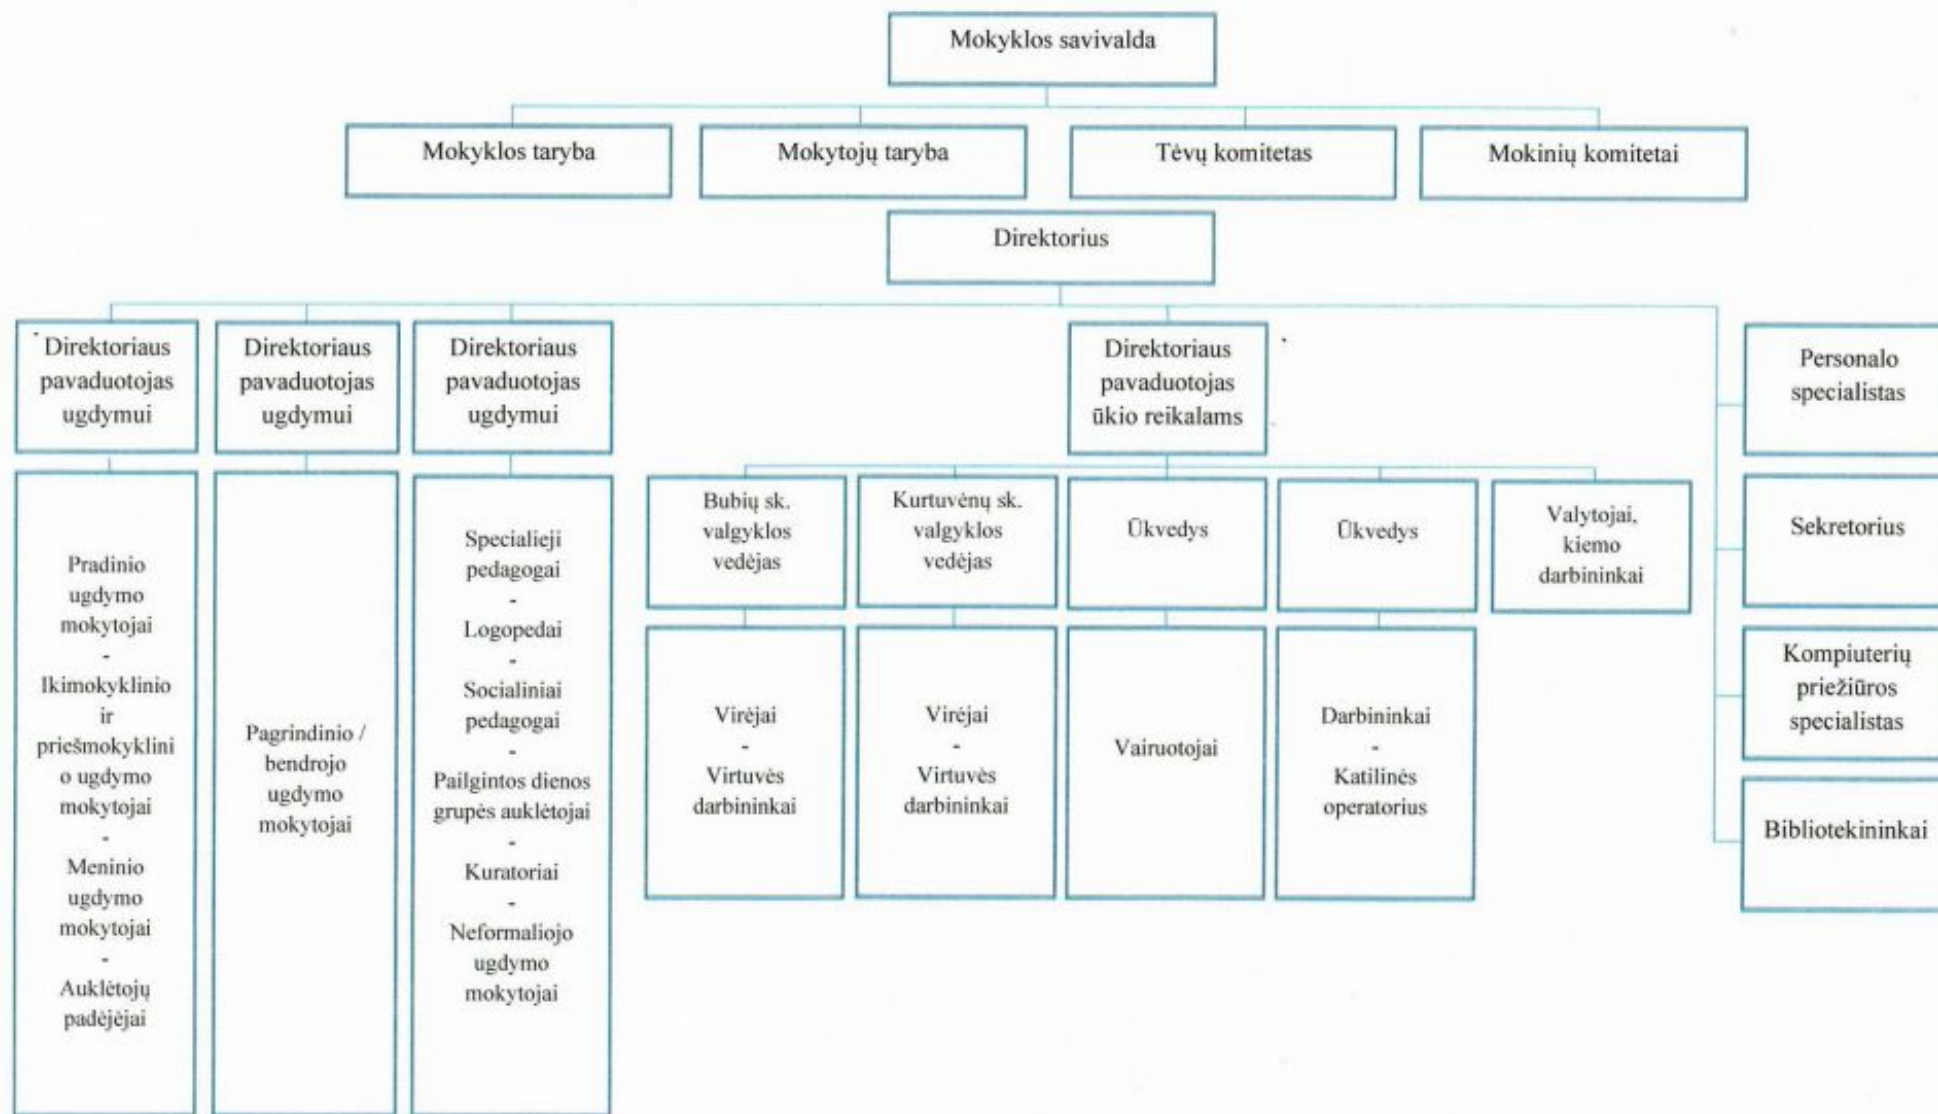 Mokyklos savivalda
Mokyklos taryba
Mokytojų taryba
Tėvų komitetas
Mokinių komitetai
Direktorius
Direktoriaus
pavaduotojas
ugdymui
Direktoriaus
pavaduotojas
ugdymui
Direktoriaus
pavaduotojas
ugdymui
Direktoriaus
pavaduotojas
ūkio reikalams
Personalo
specialistas
Sekretorius
Kompiuterių
priežiūros
specialistas
Bibliotekininkai
Pradinio
ugdymo
mokytojai
-
Ikimokyklinio
ir
priešmokyklini
o ugdymo
mokytojai
-
Meninio
ugdymo
mokytojai
-
Auklėtojų
padėjėjai
Pagrindinio /
bendrojo
ugdymo
mokytojai
Specialieji
pedagogai
-
Logopedai
-
Socialiniai
pedagogai
-
Pailgintos dienos
grupės auklėtojai
-
Kuratoriai
-
Neformaliojo
ugdymo
mokytojai
Bubių sk.
valgyklos
vedėjas
Kurtuvėnų sk.
valgyklos
vedėjas
Ūkvedys
Ūkvedys
Valytojai,
kiemo
darbininkai
Virėjai
-
Virtuvės
darbininkai
Virėjai
-
Virtuvės
darbininkai
Vairuotojai
Darbininkai
-
Katilinės
operatorius